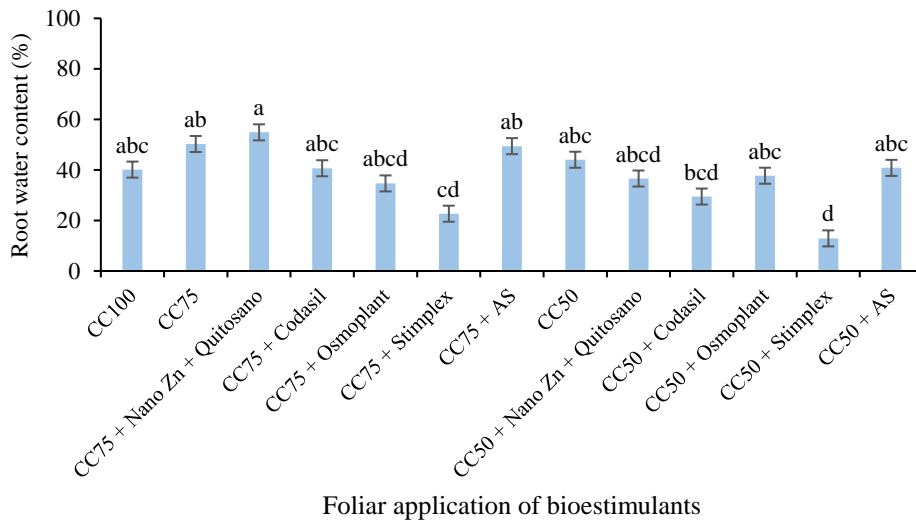 Root water content (%)
100
80
60
40
20
0
abc
ab
a
abc
abcd
cd
ab
abc
abcd
bcd
abc
d
abc
CC100
CC75
CC75 + Nano Zn + Quitosano
CC75 + Codasil
CC75 + Osmoplant
CC75 + Stimplex
CC75 + AS
CC50
CC50 + Nano Zn + Quitosano
CC50 + Codasil
CC50 + Osmoplant
CC50 + Stimplex
CC50 + AS
Foliar application of bioestimulants